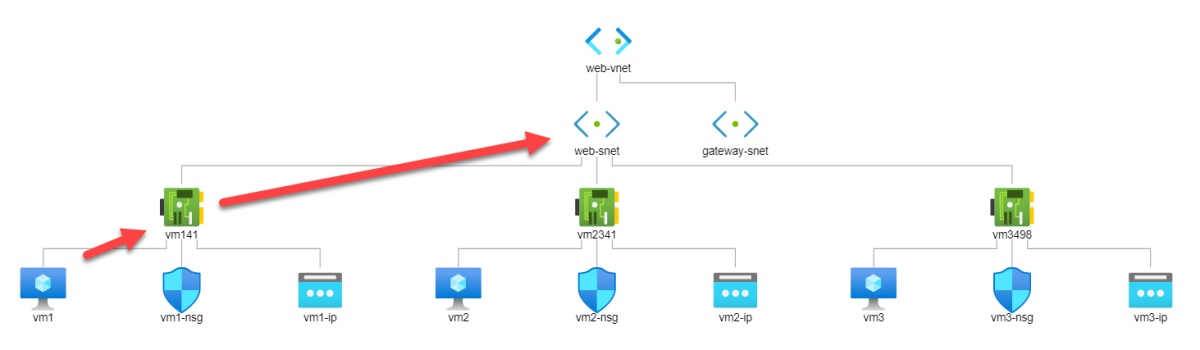 web-vnet
web-snet
gateway-snet
vm141
vm2341
vm3498
vm1
vm1-nsg
vm1-ip
vm2
vm2-nsg
vm2-ip
vm3
vm3-nsg
vm3-ip